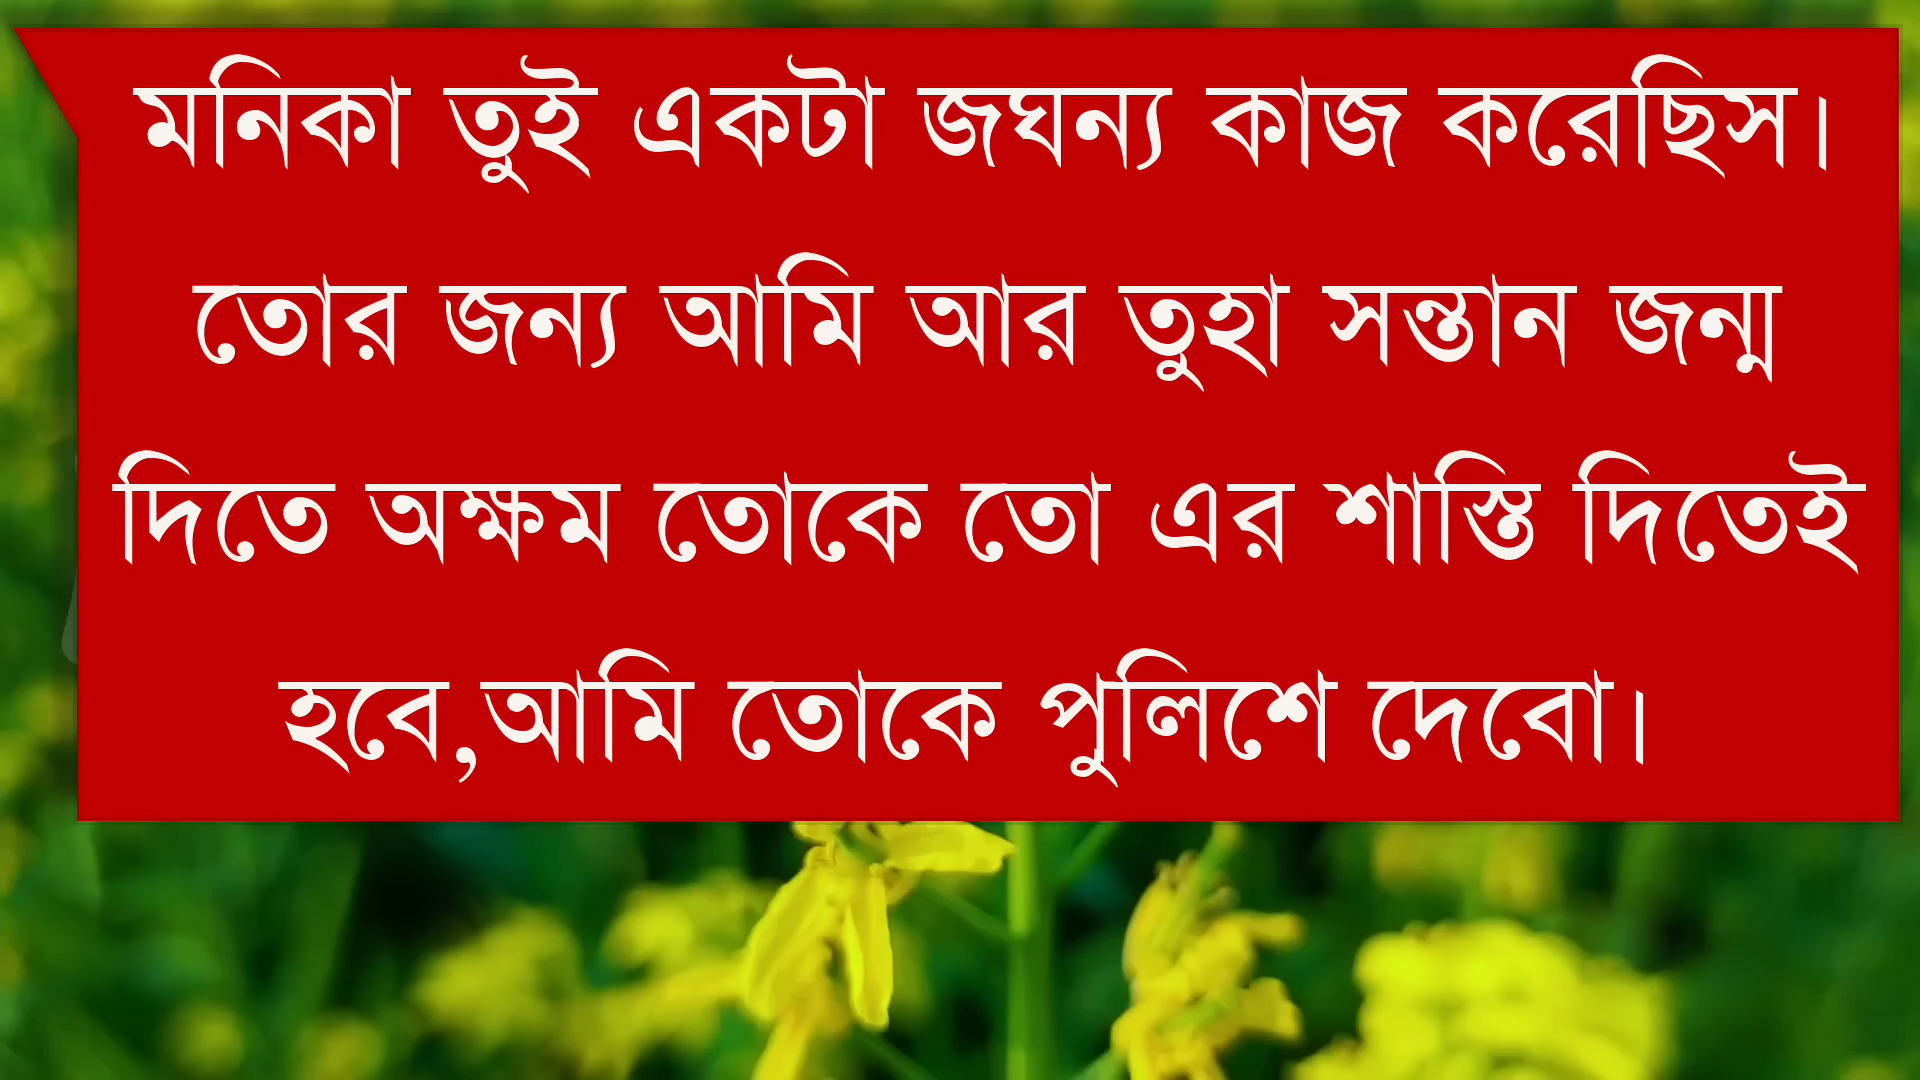 মনিকা তুই একটা জঘন্য কাজ করেছিস।
তোর জন্য আমি আর তুহা সন্তান জন্ম
দিতে অক্ষম তোকে তো এর শাস্তি দিতেই
হবে,আমি তোকে পুলিশে দেবো।